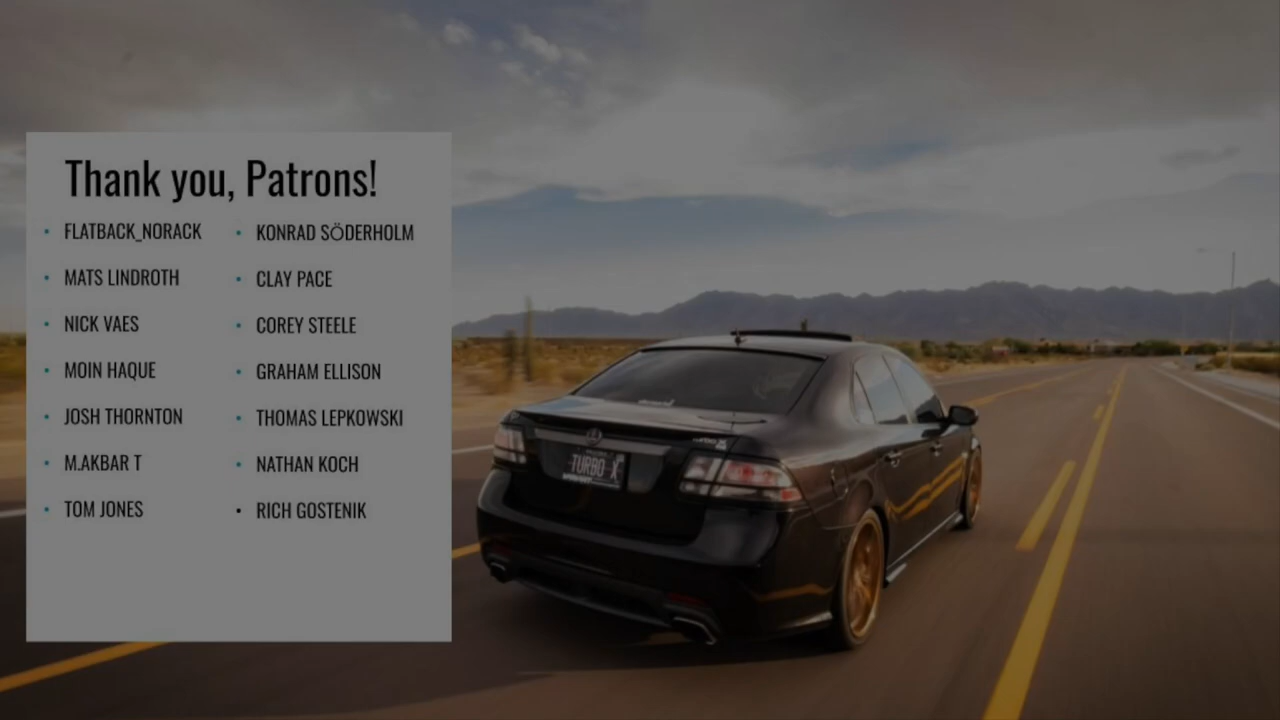 Thank you, Patrons!
FLATBACK_NORACK
MATS LINDROTH
NICK VAES
MOIN HAQUE
JOSH THORNTON
M.AKBAR T
TOM JONES
KONRAD SÖDERHOLM
CLAY PACE
COREY STEELE
GRAHAM ELLISON
THOMAS LEPKOWSKI
NATHAN KOCH
RICH GOSTENIK
TURBO X